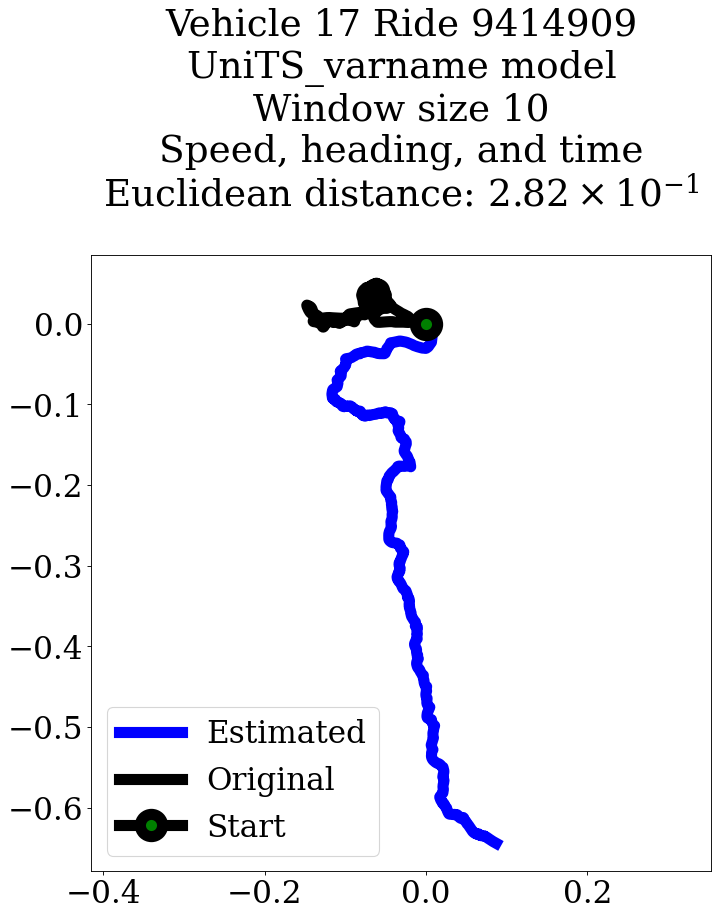 Vehicle 17 Ride 9414909
UniTS_varname model
Window size 10
Speed, heading, and time
Euclidean distance: 2.82 × 10⁻¹
0.0
−0.1
−0.2
−0.3
−0.4
−0.5
−0.6
Estimated
Original
Start
−0.4 −0.2 0.0 0.2